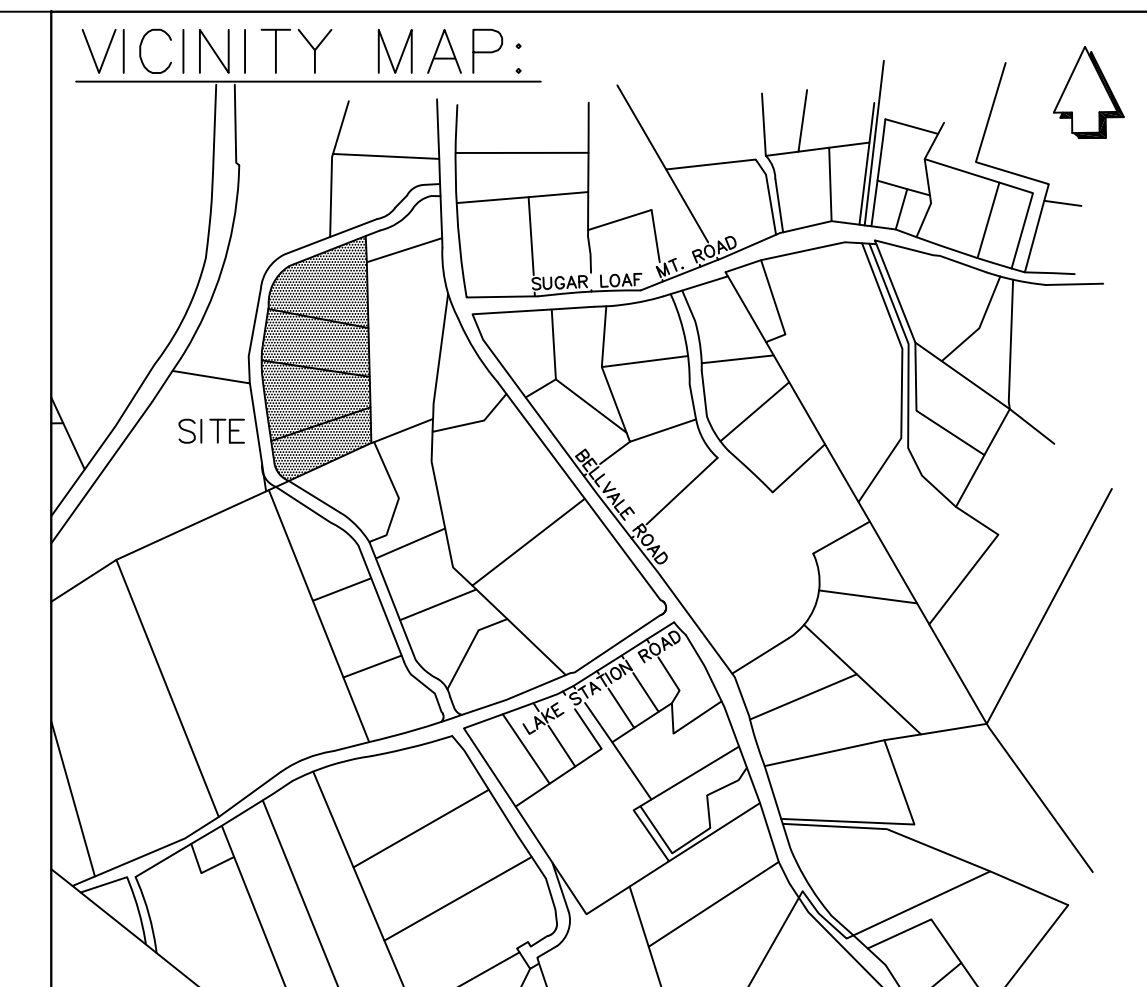 VICINITY MAP:
SUGAR LOAF MT. ROAD
SITE
BELLVALE ROAD
LAKE STATION ROAD